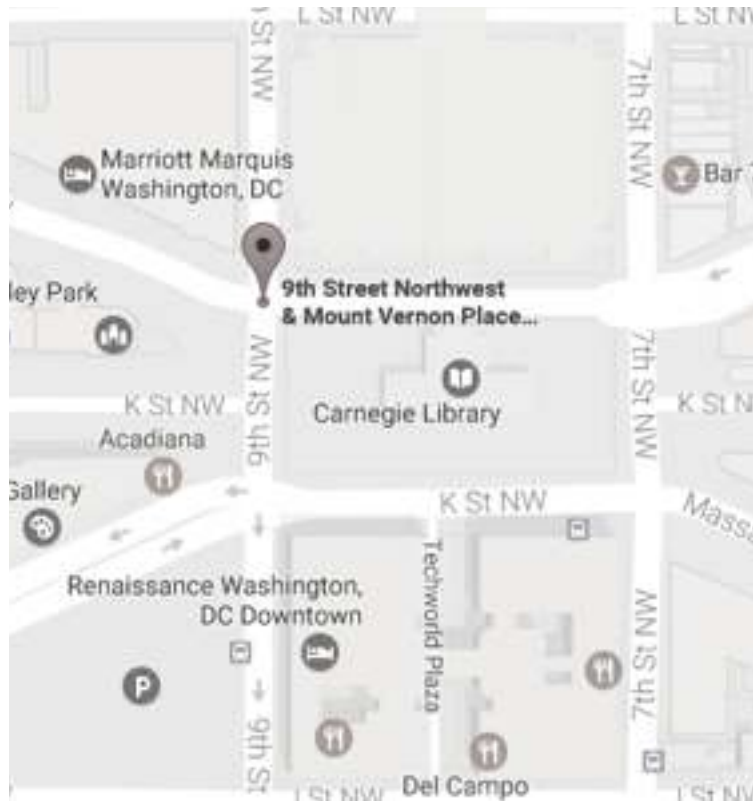 L St NW
L St NW
h St NW
7th St NW
Marriott Marquis
Washington, DC
Bar
9th Street Northwest
& Mount Vernon Place...
ley Park
9th St NW
7th St NW
K St NW
Carnegie Library
K St N
Acadiana
Gallery
K St NW
Massa
Techworld Plaza
Renaissance Washington,
DC Downtown
7th St NW
P
9th St
Del Campo
I St NW
I St NW